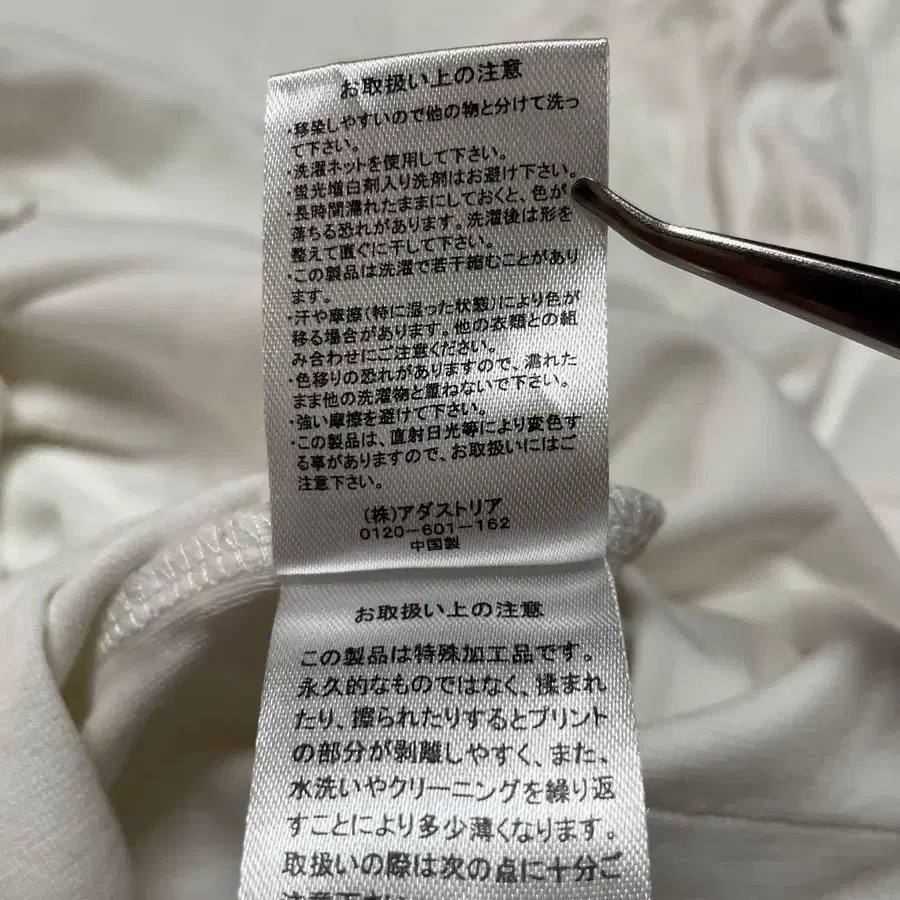 お取扱い上の注意
・移染しやすいので他の物と分けて洗っ
て下さい。
・洗濯ネットを使用して下さい。
・蛍光増白剤入り洗剤はお避け下さい。
・長時間濡れたままにしておくと、色が
落ちる恐れがあります。洗濯後は形を
整えて直ぐに干して下さい。
・この製品は洗濯で若干縮むことがあり
ます。
・汗や摩擦(特に湿った状態)により色が
移る場合があります。他の衣類との組
み合わせにご注意ください。
・色移りの恐れがありますので、濡れた
まま他の洗濯物と重ねないで下さい。
・強い摩擦を避けて下さい。
・この製品は、直射日光等により変色す
る事がありますので、お取扱いにはご
注意下さい。
(株)アダストリア
0120-601-162
中国製
お取扱い上の注意
この製品は特殊加工品です。
永久的なものではなく、揉まれ
たり、擦られたりするとプリント
の部分が剥離しやすく、また、
水洗いやクリーニングを繰り返
すことにより多少薄くなります。
取扱いの際は次の点に十分ご
注意下さい。